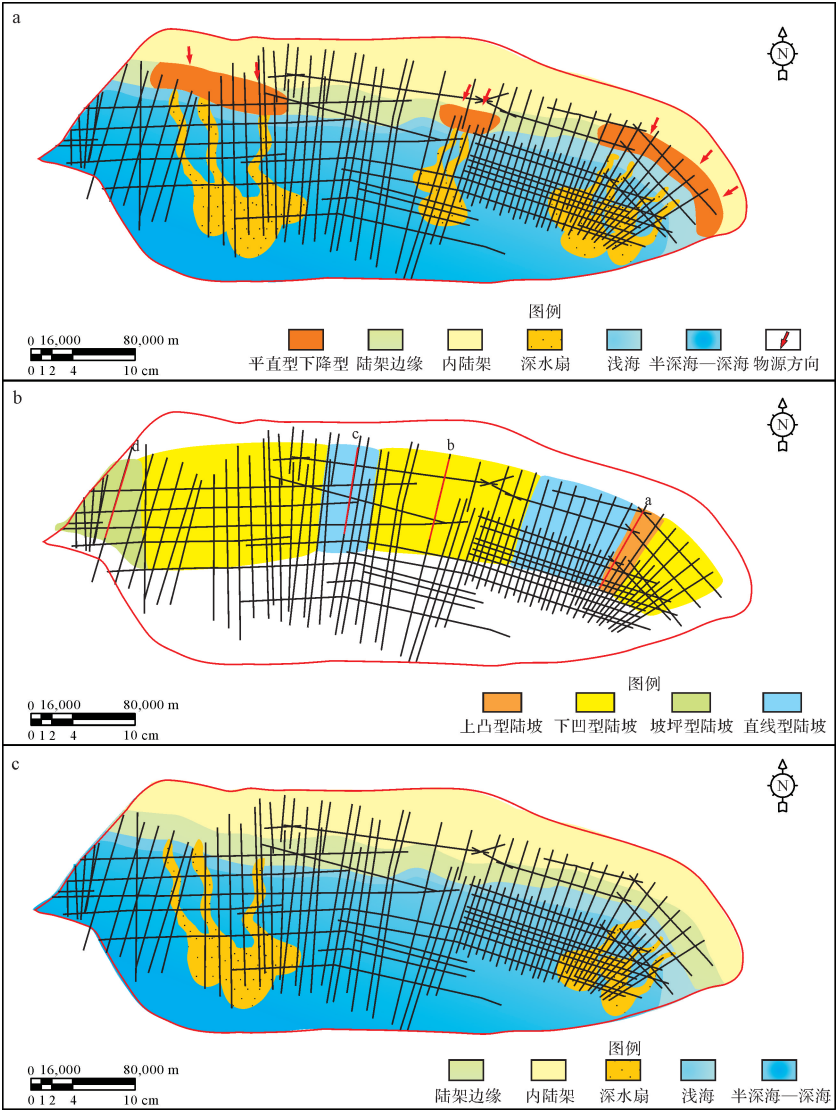 a
N
图例
0 16,000 80,000 m
0 1 2 4 10 cm
平直型下降型 陆架边缘 内陆架 深水扇 浅海 半深海—深海 物源方向
b
N
d c b a
图例
0 16,000 80,000 m
0 1 2 4 10 cm
上凸型陆坡 下凹型陆坡 坡坪型陆坡 直线型陆坡
c
N
图例
0 16,000 80,000 m
0 1 2 4 10 cm
陆架边缘 内陆架 深水扇 浅海 半深海—深海